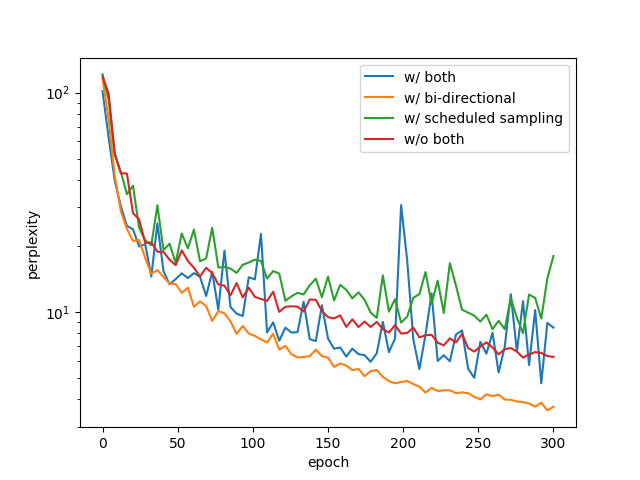 w/ both
w/ bi-directional
w/ scheduled sampling
w/o both
10²
10¹
perplexity
0 50 100 150 200 250 300
epoch